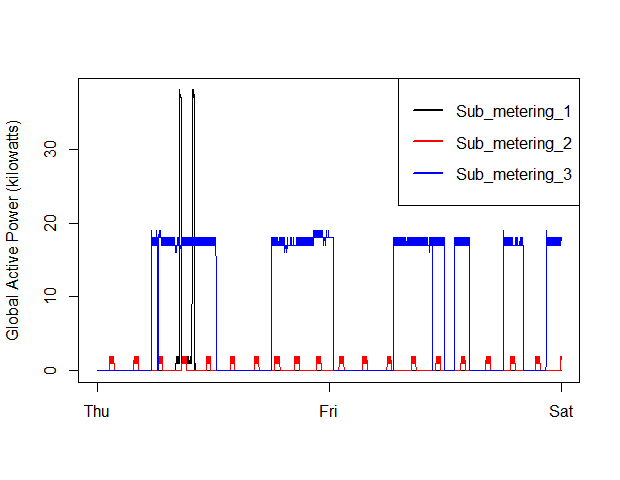 Global Active Power (kilowatts)
30
20
10
0
Sub_metering_1
Sub_metering_2
Sub_metering_3
Thu
Fri
Sat